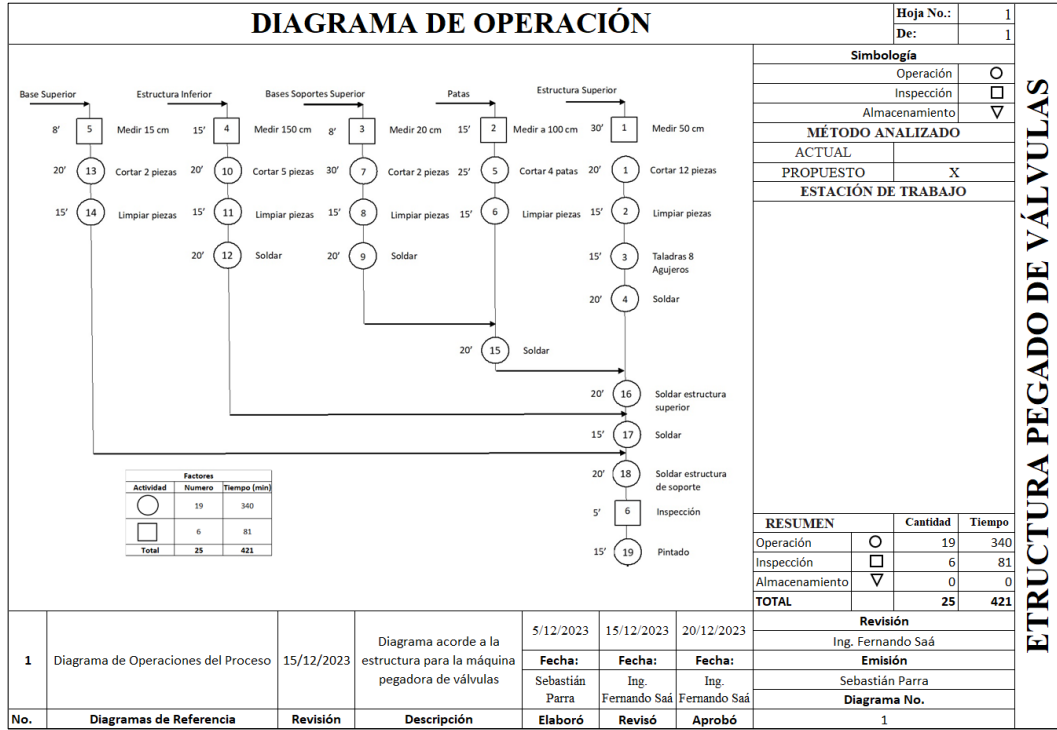 DIAGRAMA DE OPERACIÓN
Hoja No.: 1
De: 1
Simbología
Operación
Inspección
Almacenamiento
MÉTODO ANALIZADO
ACTUAL
PROPUESTO X
ESTACIÓN DE TRABAJO
ETRUCTURA PEGADO DE VÁLVULAS
Base Superior Estructura Inferior Bases Soportes Superior Patas Estructura Superior
8' 5 Medir 15 cm 15' 4 Medir 150 cm 8' 3 Medir 20 cm 15' 2 Medir a 100 cm 30' 1 Medir 50 cm
20' 13 Cortar 2 piezas 20' 10 Cortar 5 piezas 30' 7 Cortar 2 piezas 25' 5 Cortar 4 patas 20' 1 Cortar 12 piezas
15' 14 Limpiar piezas 15' 11 Limpiar piezas 15' 8 Limpiar piezas 15' 6 Limpiar piezas 15' 2 Limpiar piezas
20' 12 Soldar 20' 9 Soldar 15' 3 Taladras 8
Agujeros
20' 4 Soldar
20' 15 Soldar
20' 16 Soldar estructura
superior
15' 17 Soldar
20' 18 Soldar estructura
de soporte
5' 6 Inspección
15' 19 Pintado
Factores
Actividad Numero Tiempo (min)
19 340
6 81
Total 25 421
RESUMEN Cantidad Tiempo
Operación 19 340
Inspección 6 81
Almacenamiento 0 0
TOTAL 25 421
Revisión
Ing. Fernando Saá
Emisión
Sebastián Parra
Diagrama No.
1
1 Diagrama de Operaciones del Proceso 15/12/2023 Diagrama acorde a la
estructura para la máquina
pegadora de válvulas
5/12/2023 15/12/2023 20/12/2023
Fecha: Fecha: Fecha:
Sebastián Ing. Ing.
Parra Fernando Saá Fernando Saá
No. Diagramas de Referencia Revisión Descripción Elaboró Revisó Aprobó